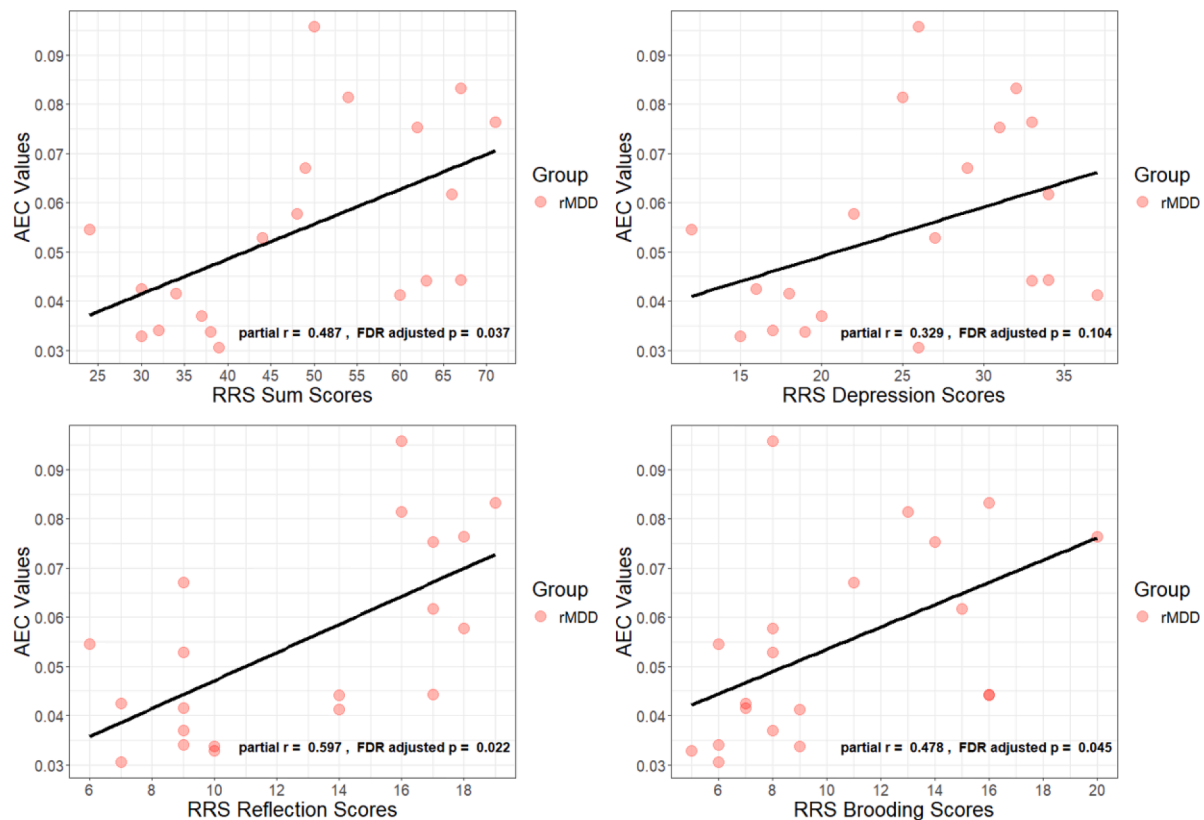 AEC Values
0.09
0.08
0.07
0.06
0.05
0.04
0.03
partial r = 0.487 , FDR adjusted p = 0.037
25 30 35 40 45 50 55 60 65 70
RRS Sum Scores
Group
rMDD
AEC Values
0.09
0.08
0.07
0.06
0.05
0.04
0.03
partial r = 0.329 , FDR adjusted p = 0.104
15 20 25 30 35
RRS Depression Scores
Group
rMDD
AEC Values
0.09
0.08
0.07
0.06
0.05
0.04
0.03
partial r = 0.597 , FDR adjusted p = 0.022
6 8 10 12 14 16 18
RRS Reflection Scores
Group
rMDD
AEC Values
0.09
0.08
0.07
0.06
0.05
0.04
0.03
partial r = 0.478 , FDR adjusted p = 0.045
6 8 10 12 14 16 18 20
RRS Brooding Scores
Group
rMDD